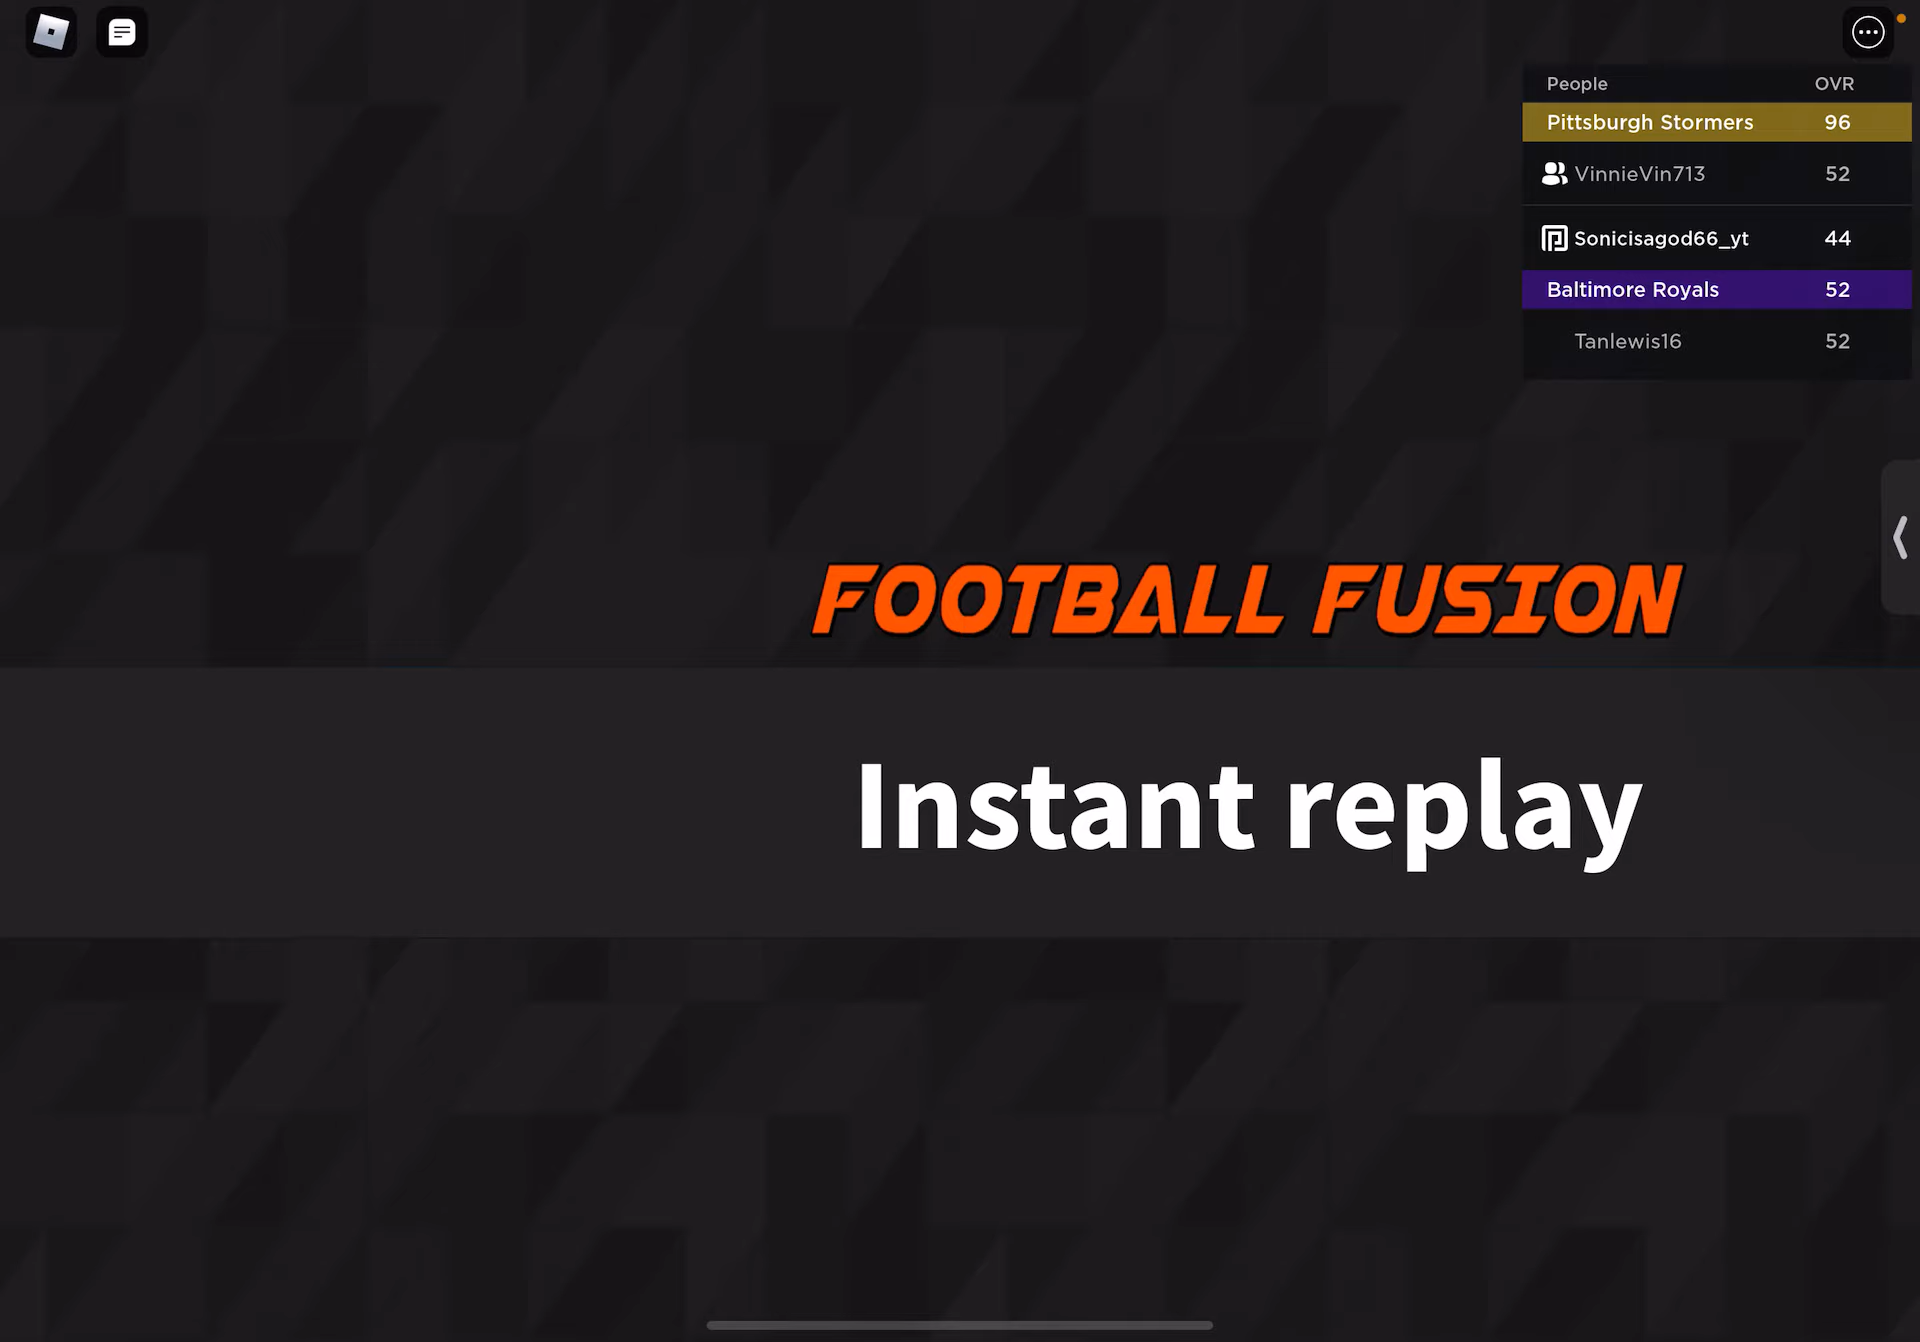 People OVR
Pittsburgh Stormers 96
VinnieVin713 52
Sonicisagod66_yt 44
Baltimore Royals 52
Tanlewis16 52
FOOTBALL FUSION
Instant replay